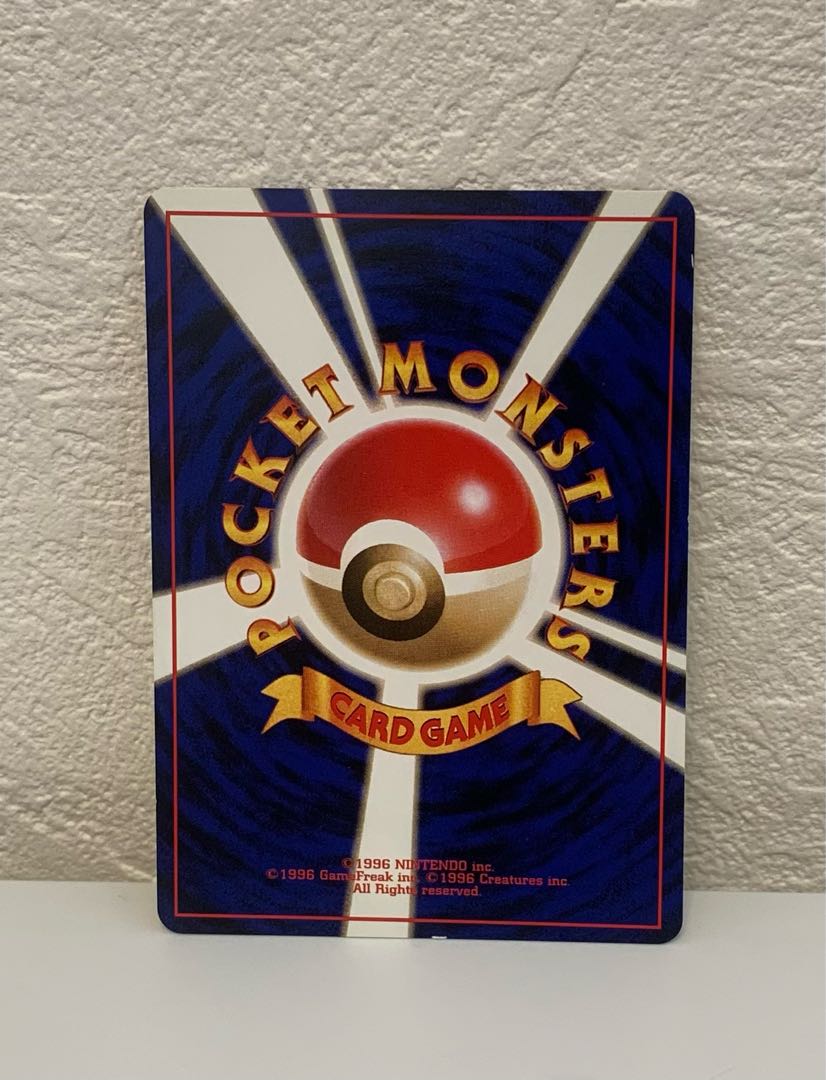 POCKET MONSTERS
CARD GAME
©1996 NINTENDO inc.
©1996 GameFreak inc. ©1996 Creatures inc.
All Rights reserved.